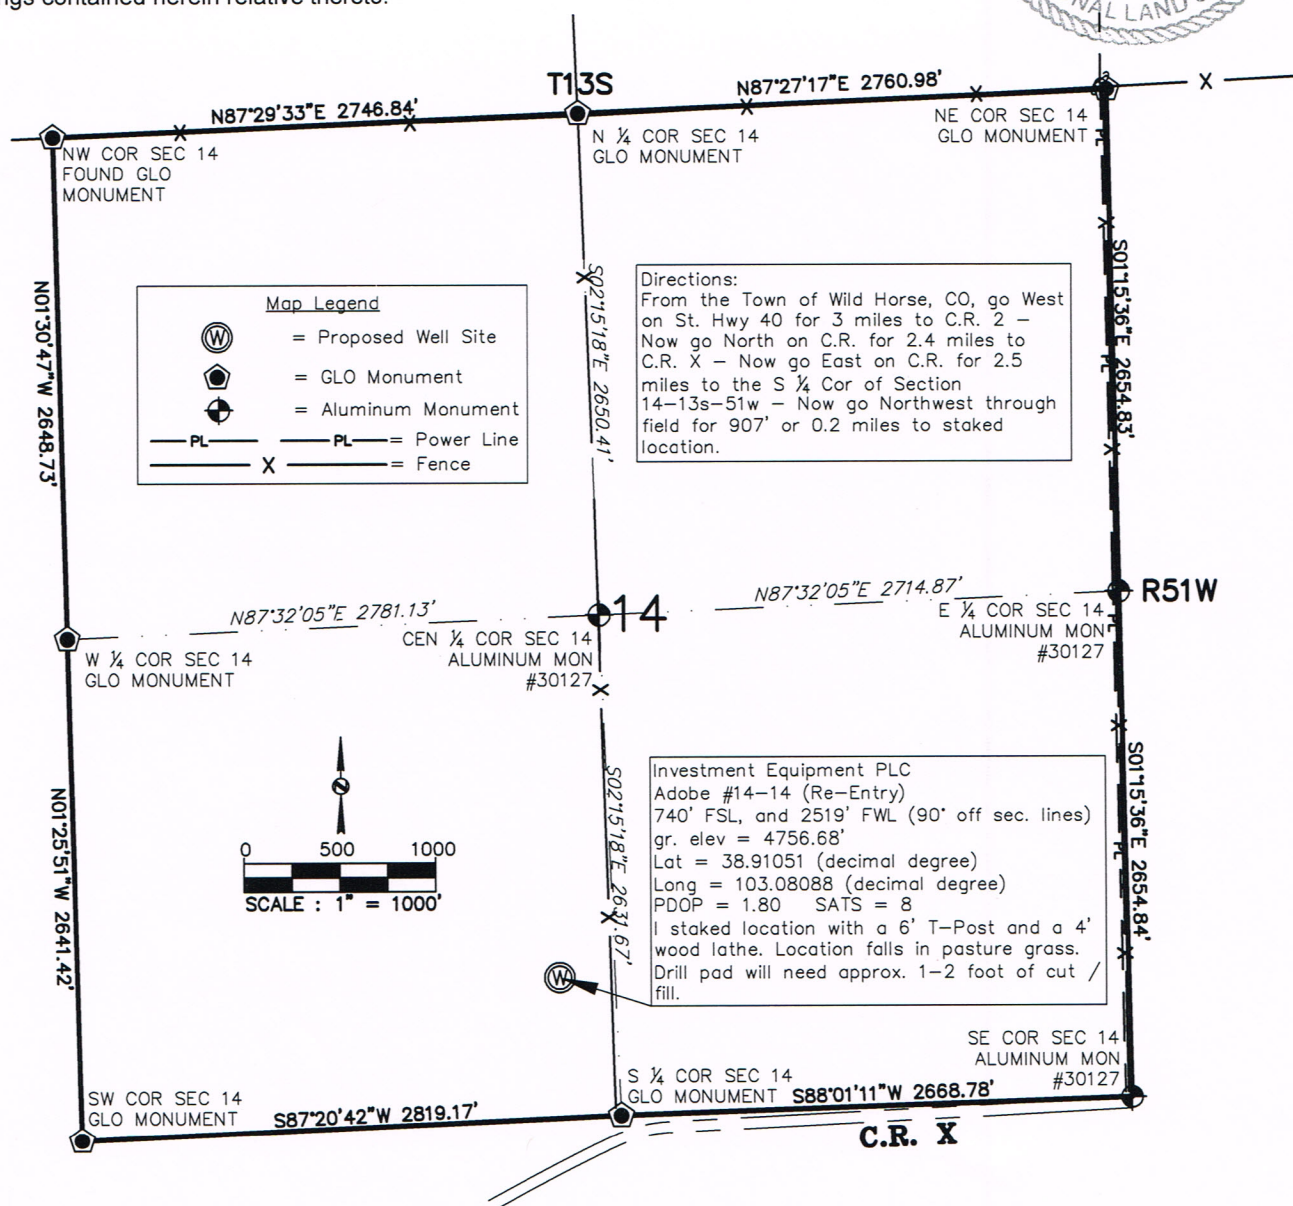 ngs contained herein relative thereto.
NAL LAND
T13S
N87°29'33"E 2746.84'
N87°27'17"E 2760.98'
NW COR SEC 14
FOUND GLO
MONUMENT
N ¼ COR SEC 14
GLO MONUMENT
NE COR SEC 14
GLO MONUMENT
X
X
X
X
X
PL
X
N01°30'47"W 2648.73'
Map Legend
W = Proposed Well Site
= GLO Monument
= Aluminum Monument
PL PL = Power Line
X = Fence
X
S02°15'18"E 2650.41'
Directions:
From the Town of Wild Horse, CO, go West
on St. Hwy 40 for 3 miles to C.R. 2 –
Now go North on C.R. for 2.4 miles to
C.R. X – Now go East on C.R. for 2.5
miles to the S ¼ Cor of Section
14–13s–51w – Now go Northwest through
field for 907' or 0.2 miles to staked
location.
S01°15'36"E 2654.83'
PL
X
N87°32'05"E 2781.13'
14
N87°32'05"E 2714.87'
R51W
W ¼ COR SEC 14
GLO MONUMENT
CEN ¼ COR SEC 14
ALUMINUM MON
#30127
X
E ¼ COR SEC 14
ALUMINUM MON
#30127
PL
X
N01°25'51"W 2641.42'
Z
0 500 1000
SCALE : 1" = 1000'
S02°15'18"E 2631.67'
X
Investment Equipment PLC
Adobe #14–14 (Re–Entry)
740' FSL, and 2519' FWL (90° off sec. lines)
gr. elev = 4756.68'
Lat = 38.91051 (decimal degree)
Long = 103.08088 (decimal degree)
PDOP = 1.80 SATS = 8
I staked location with a 6' T–Post and a 4'
wood lathe. Location falls in pasture grass.
Drill pad will need approx. 1–2 foot of cut /
fill.
S01°15'36"E 2654.84'
PL
X
W
SW COR SEC 14
GLO MONUMENT
S87°20'42"W 2819.17'
S ¼ COR SEC 14
GLO MONUMENT
SE COR SEC 14
ALUMINUM MON
#30127
S88°01'11"W 2668.78'
C.R. X